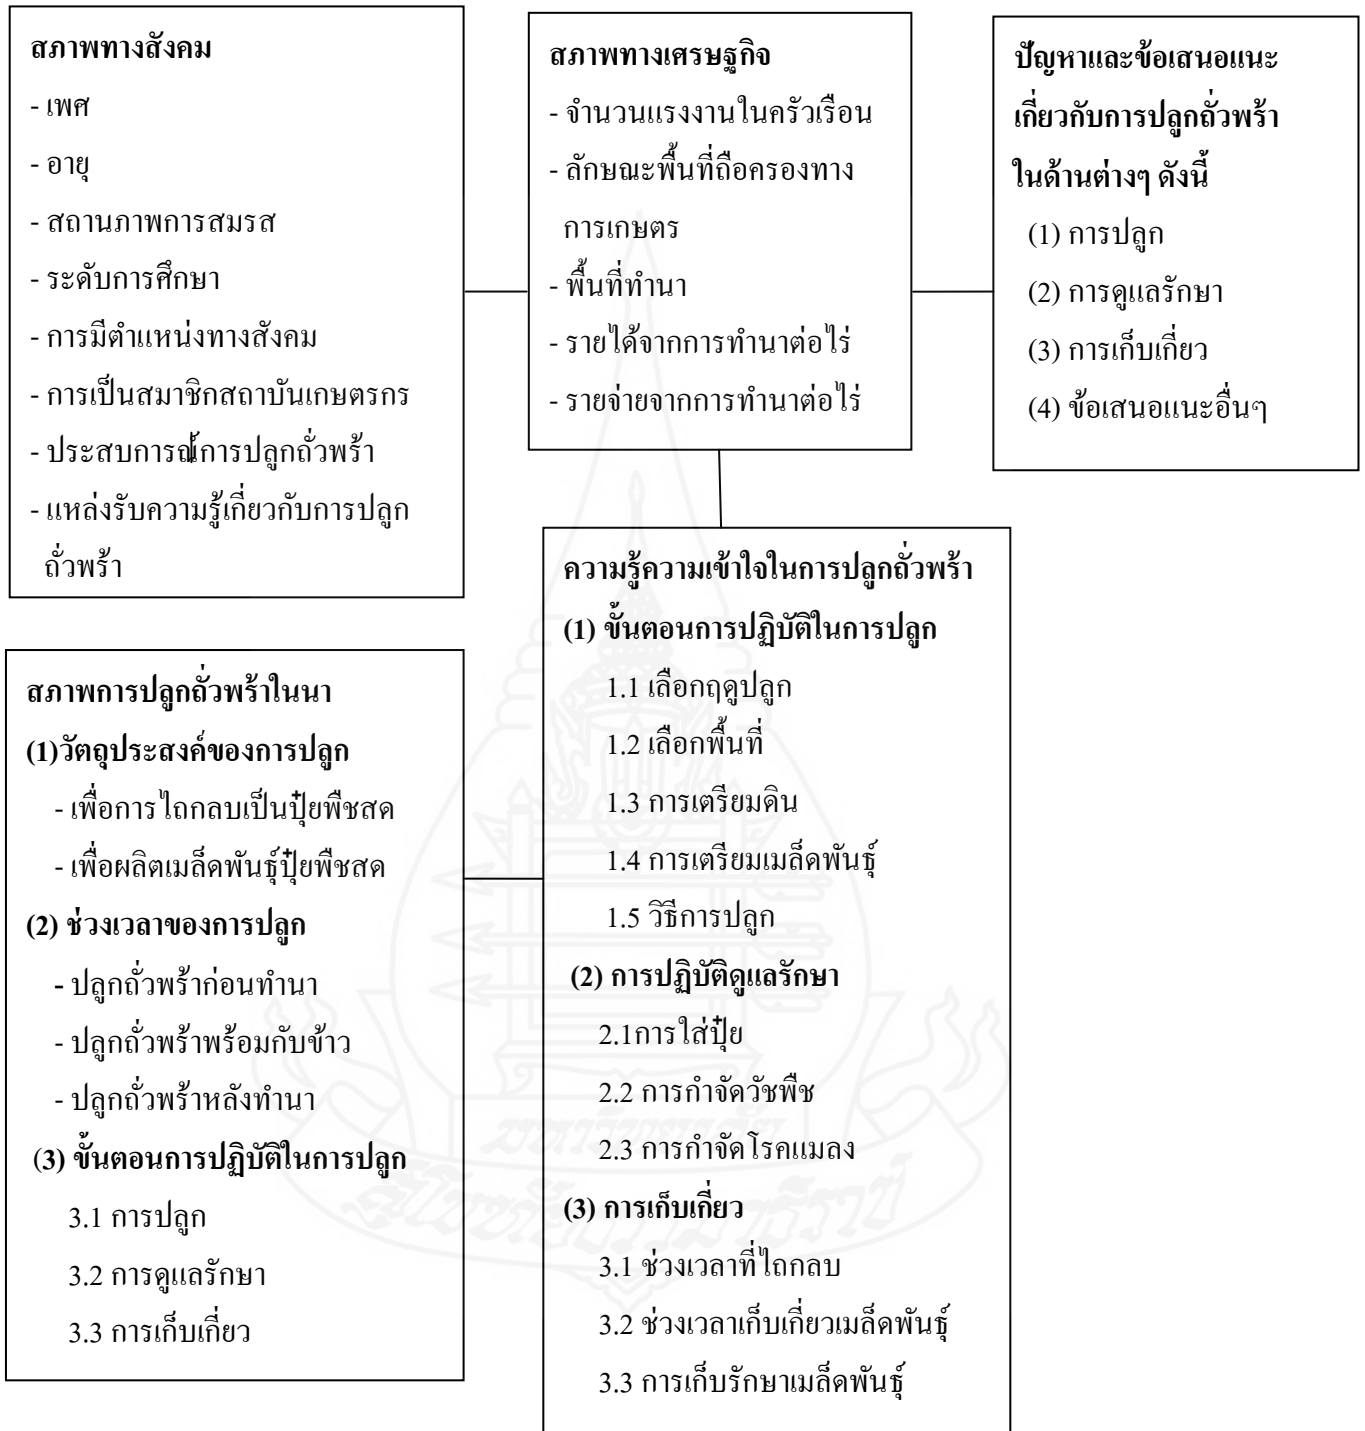 สภาพทางสังคม
- เพศ
- อายุ
- สถานภาพการสมรส
- ระดับการศึกษา
- การมีตำแหน่งทางสังคม
- การเป็นสมาชิกสถาบันเกษตรกร
- ประสบการณ์การปลูกถั่วพร้า
- แหล่งรับความรู้เกี่ยวกับการปลูก
ถั่วพร้า
สภาพทางเศรษฐกิจ
- จำนวนแรงงานในครัวเรือน
- ลักษณะพื้นที่ถือครองทาง
การเกษตร
- พื้นที่ทำนา
- รายได้จากการทำนาต่อไร่
- รายจ่ายจากการทำนาต่อไร่
ปัญหาและข้อเสนอแนะ
เกี่ยวกับการปลูกถั่วพร้า
ในด้านต่างๆ ดังนี้
(1) การปลูก
(2) การดูแลรักษา
(3) การเก็บเกี่ยว
(4) ข้อเสนอแนะอื่นๆ
สภาพการปลูกถั่วพร้าในนา
(1)วัตถุประสงค์ของการปลูก
- เพื่อการไถกลบเป็นปุ๋ยพืชสด
- เพื่อผลิตเมล็ดพันธุ์ปุ๋ยพืชสด
(2) ช่วงเวลาของการปลูก
- ปลูกถั่วพร้าก่อนทำนา
- ปลูกถั่วพร้าพร้อมกับข้าว
- ปลูกถั่วพร้าหลังทำนา
(3) ขั้นตอนการปฏิบัติในการปลูก
3.1 การปลูก
3.2 การดูแลรักษา
3.3 การเก็บเกี่ยว
ความรู้ความเข้าใจในการปลูกถั่วพร้า
(1) ขั้นตอนการปฏิบัติในการปลูก
1.1 เลือกฤดูปลูก
1.2 เลือกพื้นที่
1.3 การเตรียมดิน
1.4 การเตรียมเมล็ดพันธุ์
1.5 วิธีการปลูก
(2) การปฏิบัติดูแลรักษา
2.1การใส่ปุ๋ย
2.2 การกำจัดวัชพืช
2.3 การกำจัดโรคแมลง
(3) การเก็บเกี่ยว
3.1 ช่วงเวลาที่ไถกลบ
3.2 ช่วงเวลาเก็บเกี่ยวเมล็ดพันธุ์
3.3 การเก็บรักษาเมล็ดพันธุ์
มหาวิทยาลัย
สุโขทัยธรรมาธิราช